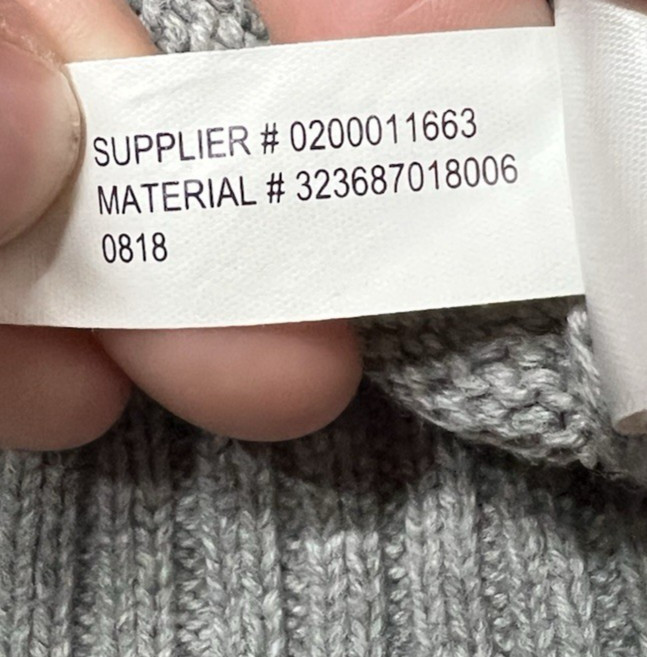 SUPPLIER # 0200011663
MATERIAL # 323687018006
0818